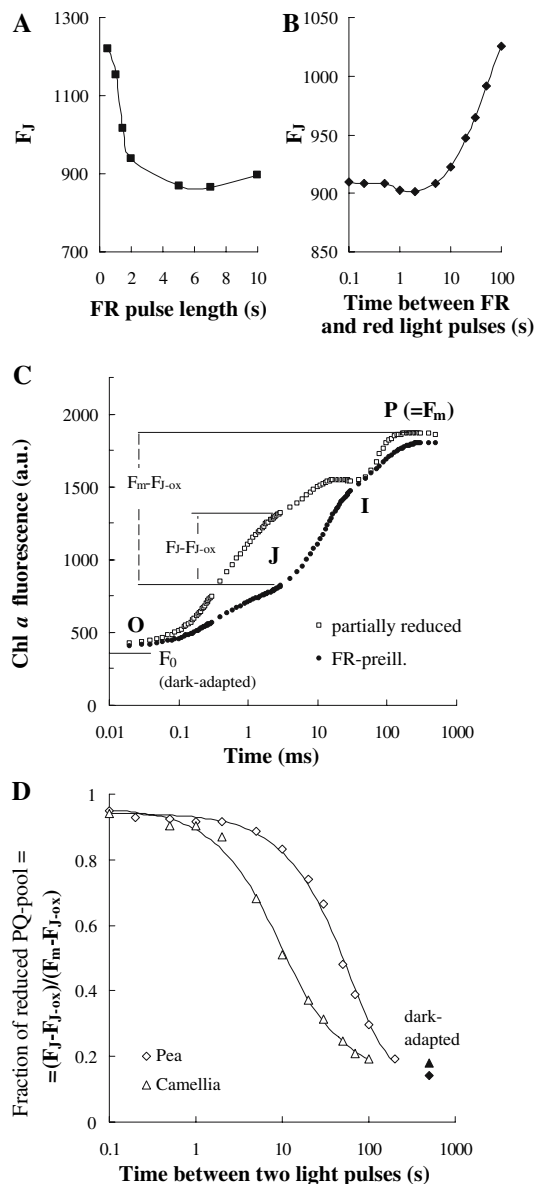 A
1300
1100
900
700
F_J
0 2 4 6 8 10
FR pulse length (s)
B
1050
1000
950
900
850
F_J
0.1 1 10 100
Time between FR
and red light pulses (s)
C
2000
1500
1000
500
0
Chl a fluorescence (a.u.)
P (=F_m)
F_m-F_J-ox
F_J-F_J-ox
I
J
O
F_0
(dark-adapted)
partially reduced
FR-preill.
0.01 0.1 1 10 100 1000
Time (ms)
D
1
0.8
0.6
0.4
0.2
0
Fraction of reduced PQ-pool =
=(F_J-F_J-ox)/(F_m-F_J-ox)
dark-
adapted
Pea
Camellia
0.1 1 10 100 1000
Time between two light pulses (s)